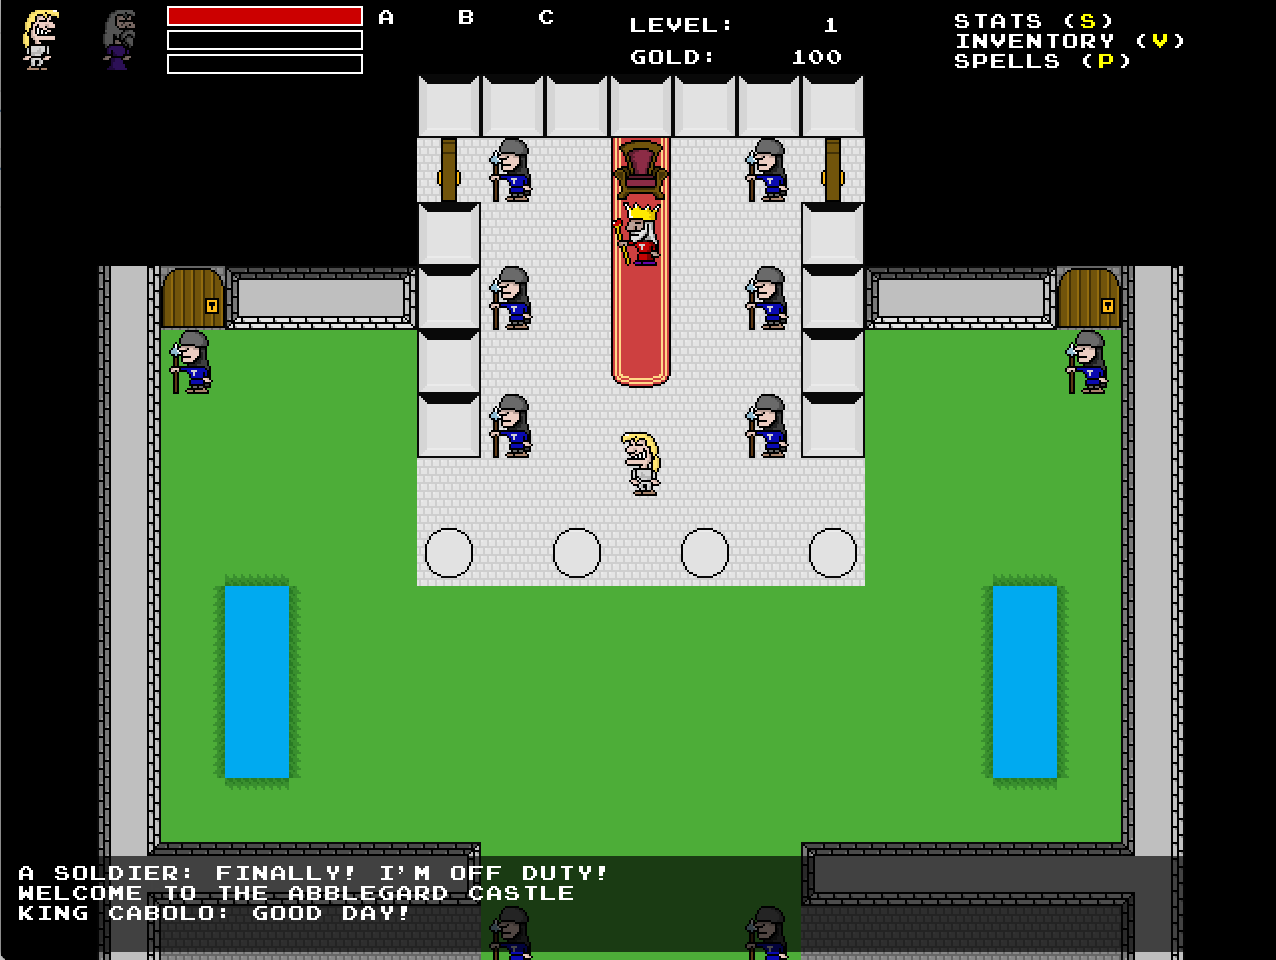 A B C
LEVEL: 1
GOLD: 100
STATS (S)
INVENTORY (V)
SPELLS (P)
T
T
T
T
T
T
T
T
T
T
T
A SOLDIER: FINALLY! I'M OFF DUTY!
WELCOME TO THE ABBLEGARD CASTLE
KING CABOLO: GOOD DAY!
T
T